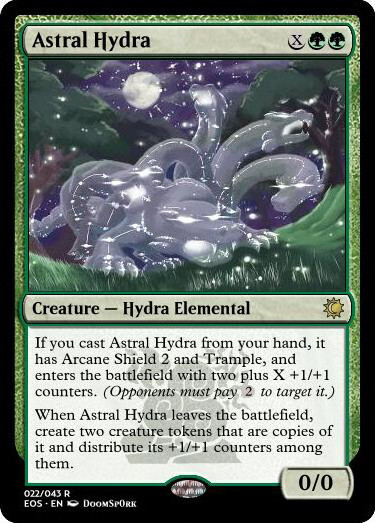 Astral Hydra X
Creature — Hydra Elemental
If you cast Astral Hydra from your hand, it
has Arcane Shield 2 and Trample, and
enters the battlefield with two plus X +1/+1
counters. (Opponents must pay 2 to target it.)
When Astral Hydra leaves the battlefield,
create two creature tokens that are copies of
it and distribute its +1/+1 counters among
them.
0/0
022/043 R
EOS • EN DoomSp0rk